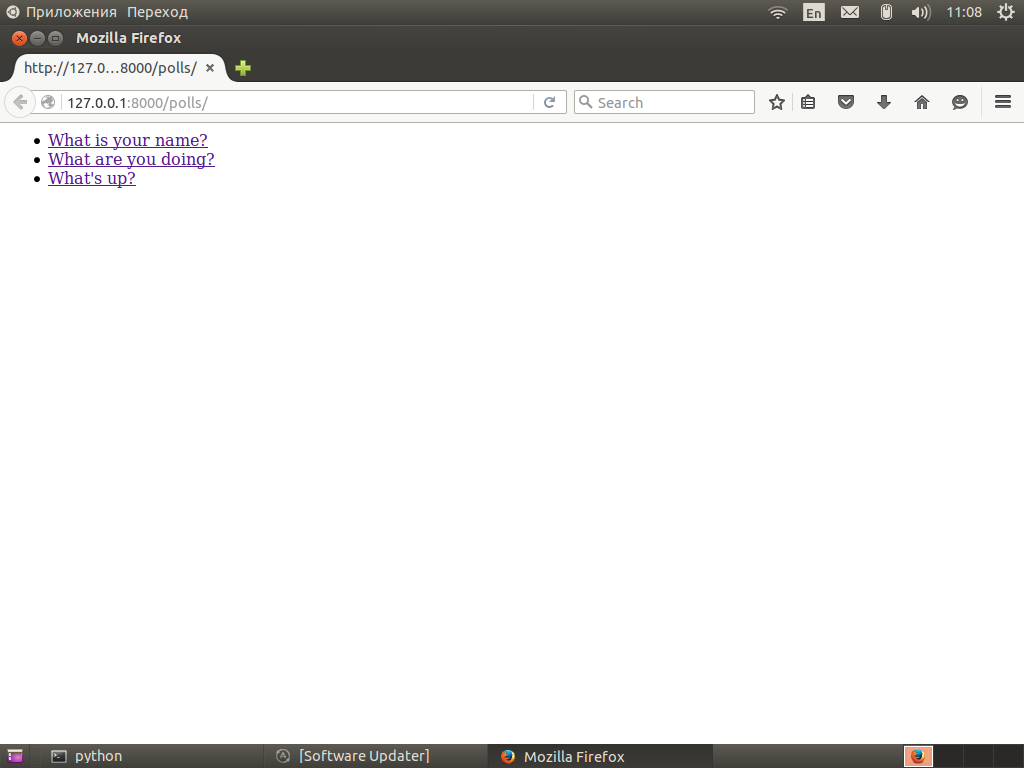 Приложения Переход En 11:08
Mozilla Firefox
http://127.0...8000/polls/
127.0.0.1:8000/polls/ Search
What is your name?
What are you doing?
What's up?
python [Software Updater] Mozilla Firefox